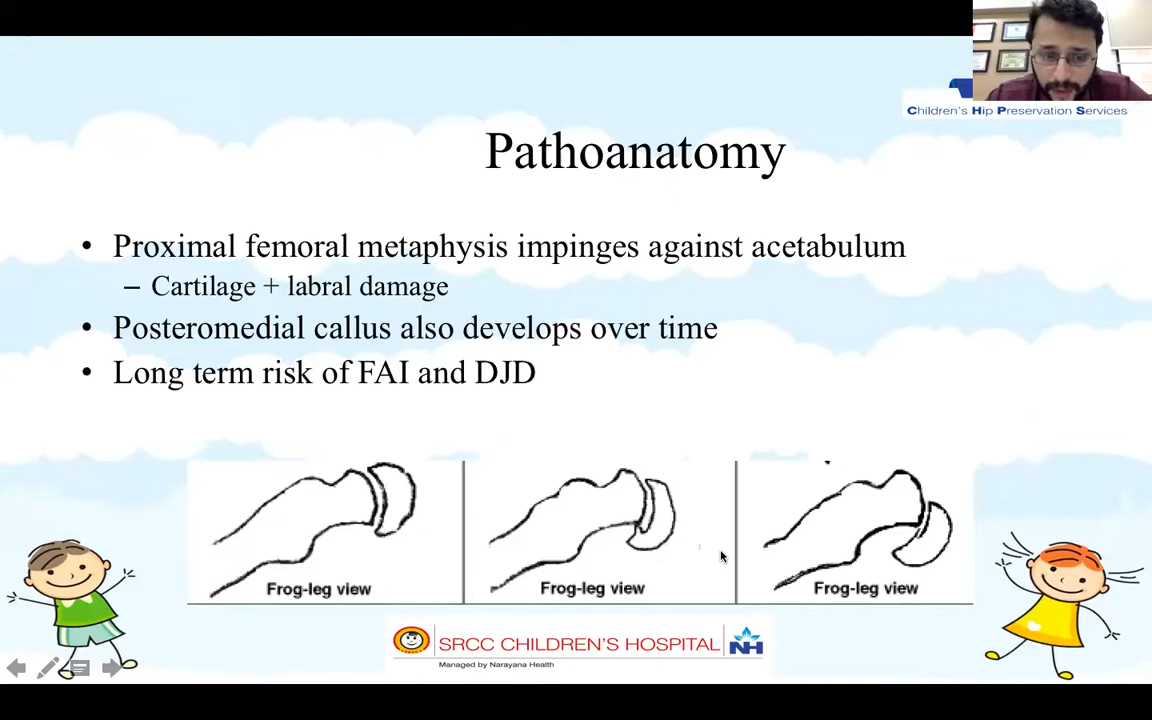 Children's Hip Preservation Services
Pathoanatomy
• Proximal femoral metaphysis impinges against acetabulum
– Cartilage + labral damage
• Posteromedial callus also develops over time
• Long term risk of FAI and DJD
Frog-leg view
Frog-leg view
Frog-leg view
SRCC CHILDREN'S HOSPITAL NH
Managed by Narayana Health